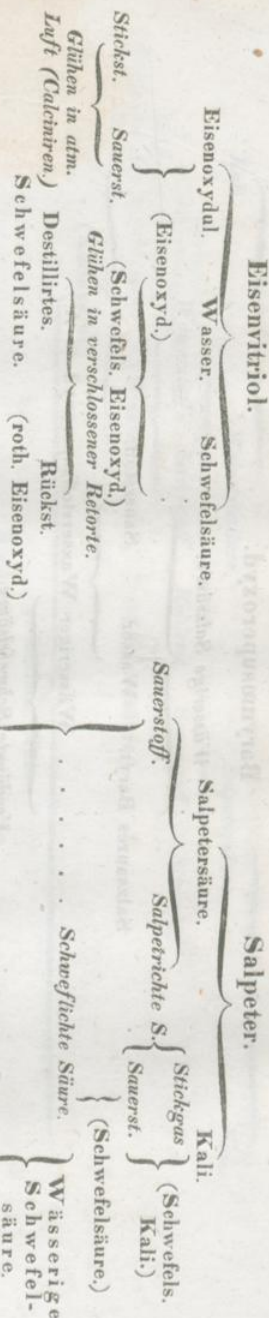 Eisenvitriol.
Eisenoxydul. Wasser. Schwefelsäure.
(Eisenoxyd.)
Stickst. Sauerst. (Schwefels. Eisenoxyd.)
Glühen in verschlossener Retorte.
Glühen in atm.
Luft (Calciniren.) Destillirtes. Rückst.
Schwefelsäure. (roth. Eisenoxyd.)
Salpeter.
Salpetersäure. Kali.
Sauerstoff. Salpetrichte S. Stickgas (Schwefels.
Sauerst. Kali.)
(Schwefelsäure.)
. . . . . . Schweflichte Säure.
Wässerige
Schwefel-
säure.